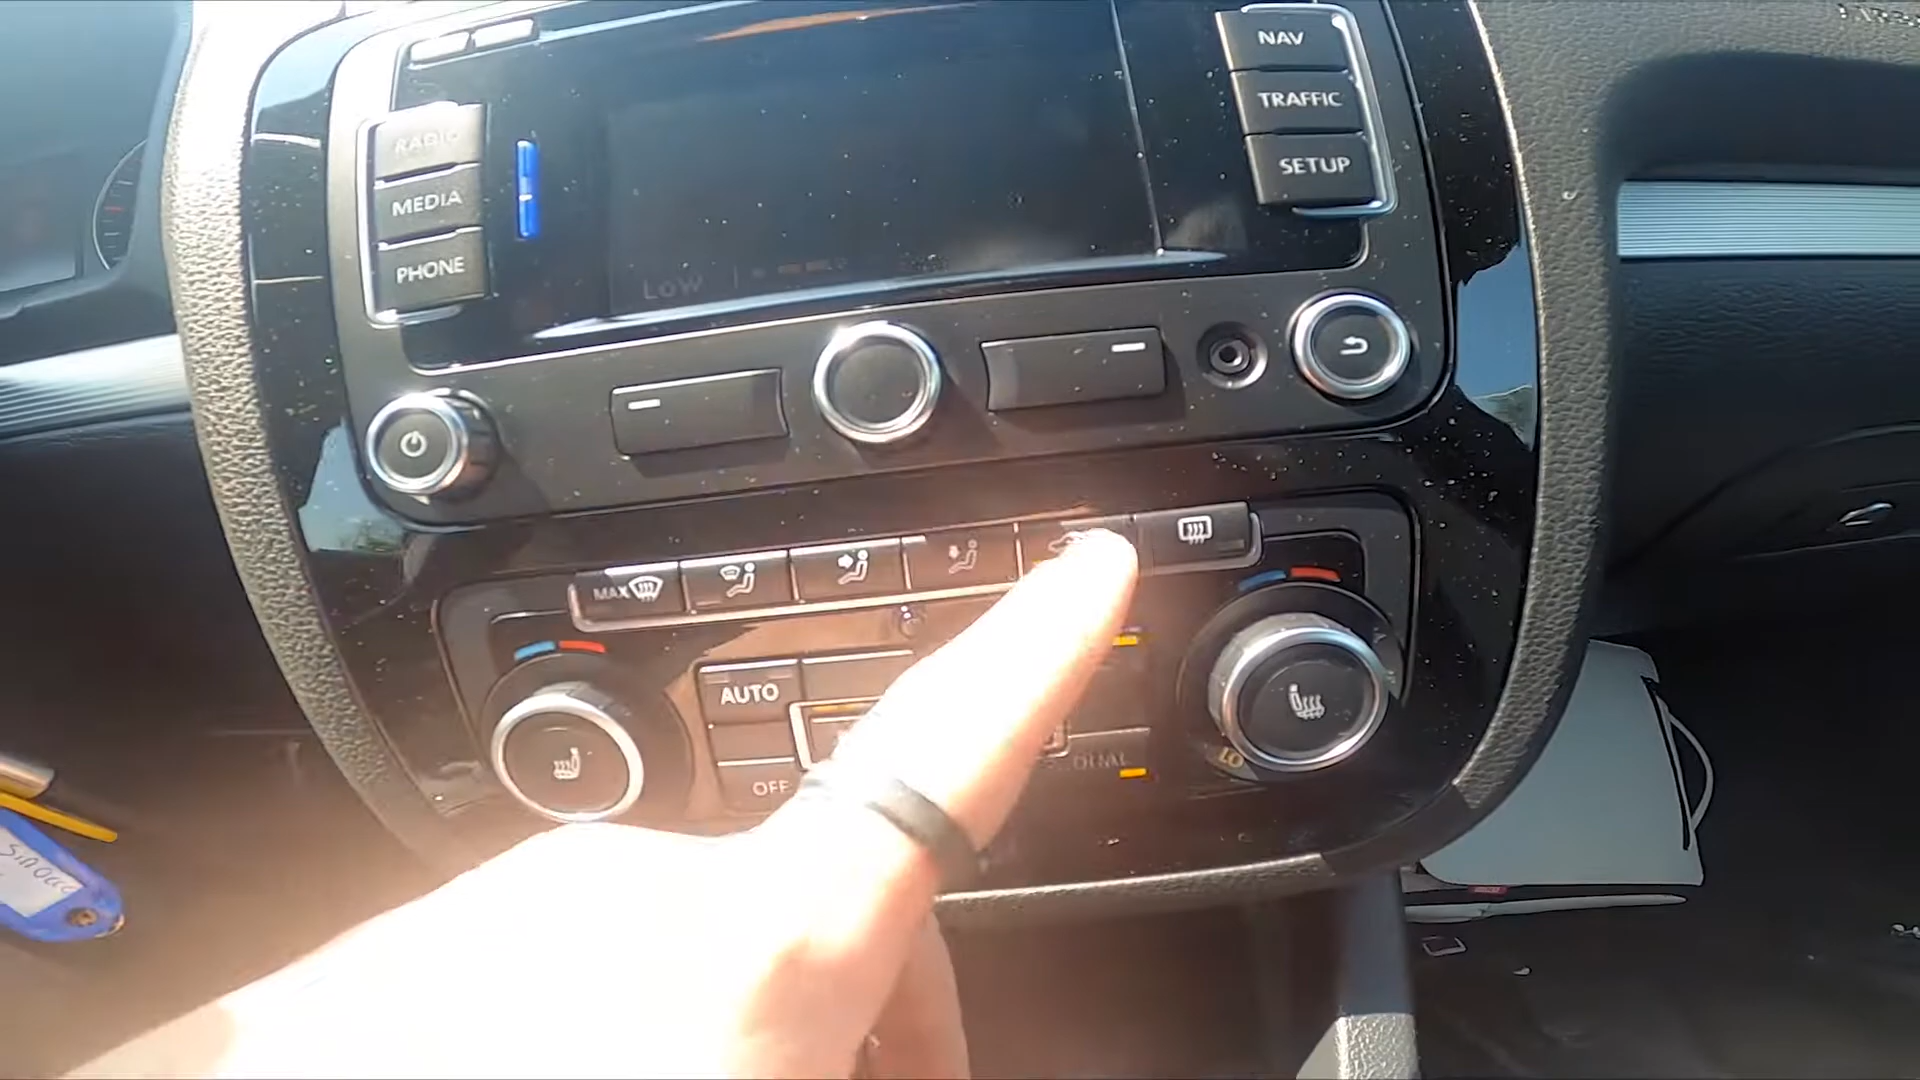 NAV
TRAFFIC
SETUP
RADIO
MEDIA
PHONE
LOW
MAX
AUTO
OFF
LO